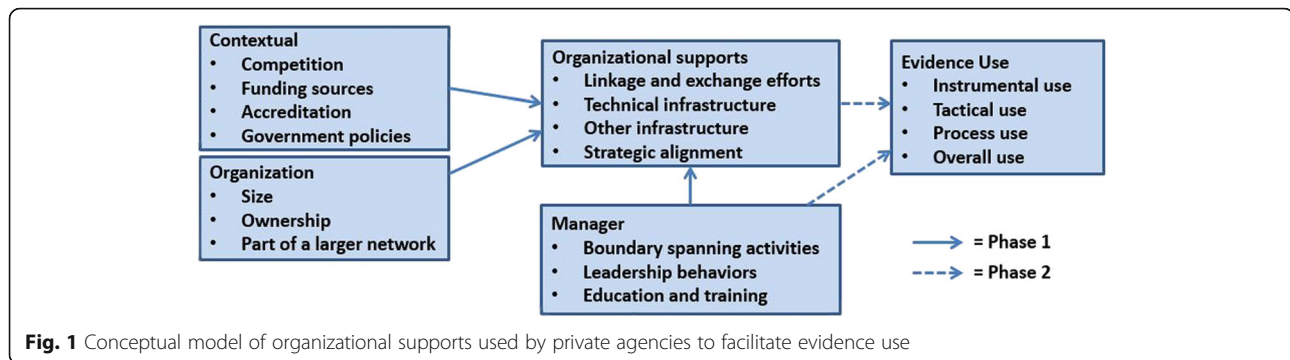 Contextual
• Competition
• Funding sources
• Accreditation
• Government policies
Organization
• Size
• Ownership
• Part of a larger network
Organizational supports
• Linkage and exchange efforts
• Technical infrastructure
• Other infrastructure
• Strategic alignment
Manager
• Boundary spanning activities
• Leadership behaviors
• Education and training
Evidence Use
• Instrumental use
• Tactical use
• Process use
• Overall use
= Phase 1
= Phase 2
Fig. 1 Conceptual model of organizational supports used by private agencies to facilitate evidence use